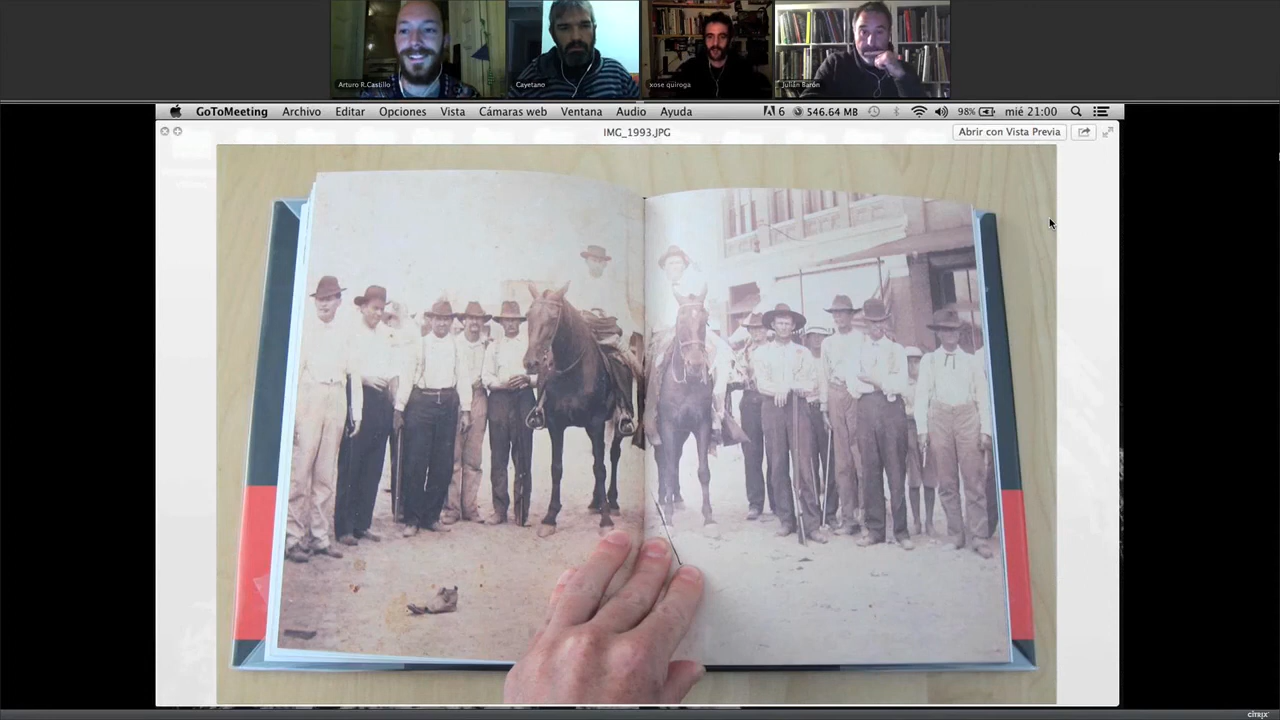 Arturo R.Castillo
Cayetano
xose quiroga
Julián Barón
GoToMeeting Archivo Editar Opciones Vista Cámaras web Ventana Audio Ayuda 6 546.64 MB 98% mié 21:00
IMG_1993.JPG
Abrir con Vista Previa
CITRIX